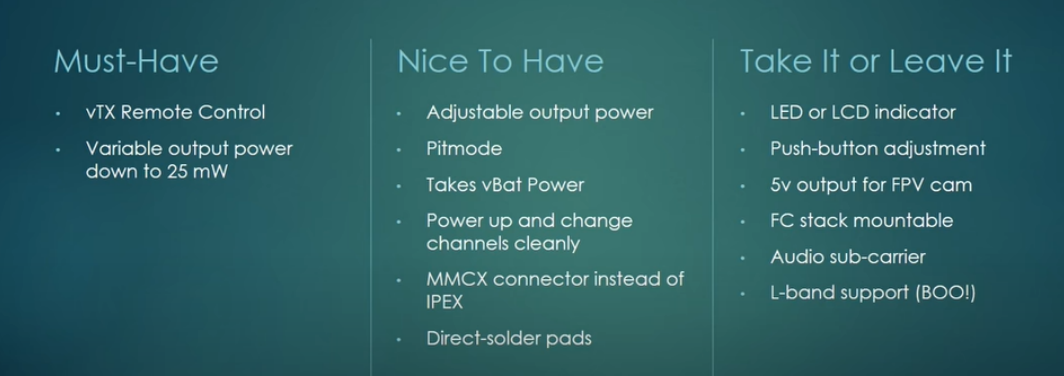 Must-Have
vTX Remote Control
Variable output power
down to 25 mW
Nice To Have
Adjustable output power
Pitmode
Takes vBat Power
Power up and change
channels cleanly
MMCX connector instead of
IPEX
Direct-solder pads
Take It or Leave It
LED or LCD indicator
Push-button adjustment
5v output for FPV cam
FC stack mountable
Audio sub-carrier
L-band support (BOO!)